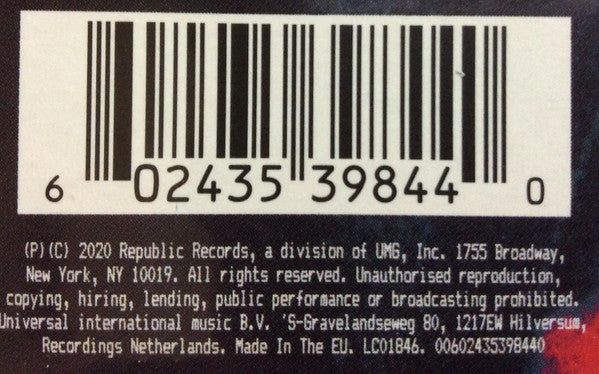 6 02435 39844 0
(P)(C) 2020 Republic Records, a division of UMG, Inc. 1755 Broadway,
New York, NY 10019. All rights reserved. Unauthorised reproduction,
copying, hiring, lending, public performance or broadcasting prohibited.
Universal international music B.V. 'S-Gravelandseweg 80, 1217EW Hilversum,
Recordings Netherlands. Made In The EU. LC01846. 00602435398440